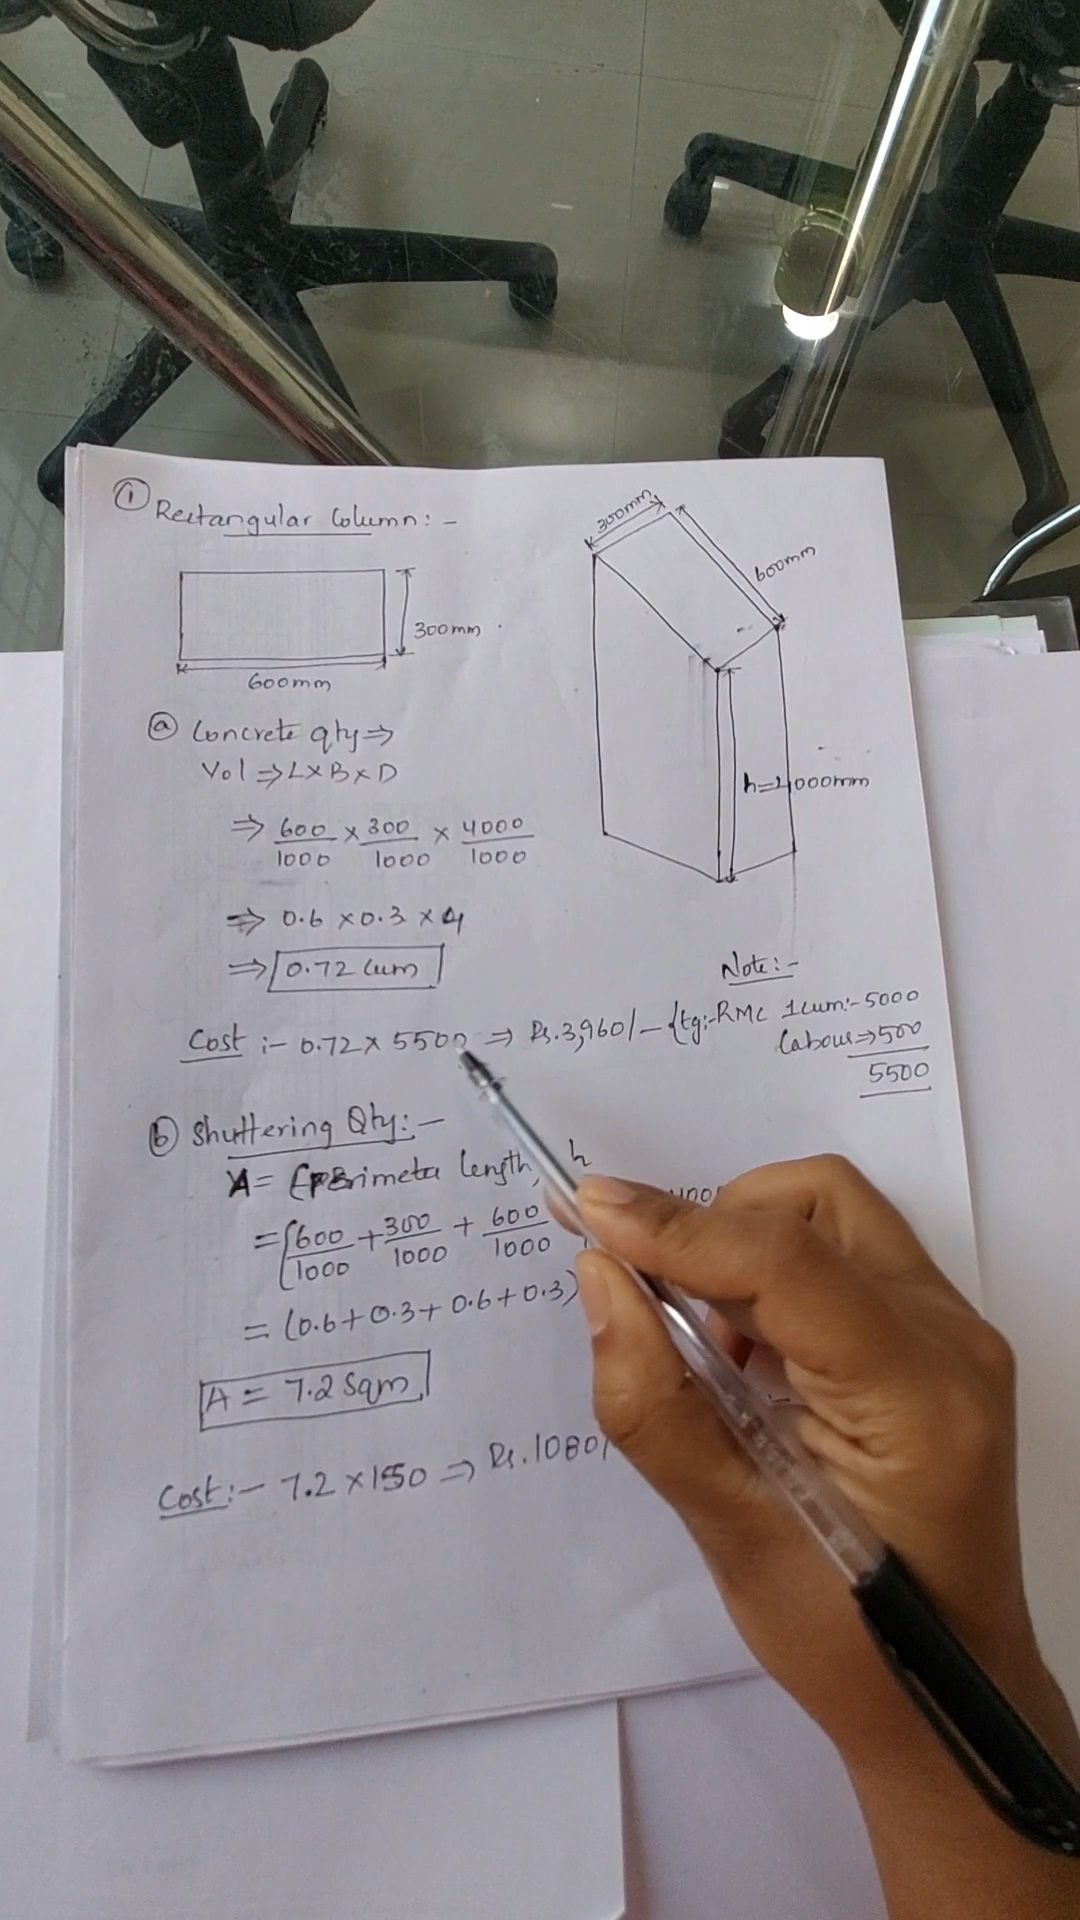 ① Rectangular Column:-
300mm
600mm
300mm
600mm
h=4000mm
ⓐ Concrete qty⇒
Vol ⇒ L×B×D
⇒ 600/1000 × 300/1000 × 4000/1000
⇒ 0.6 × 0.3 × 4
⇒ 0.72 Cum
Cost :- 0.72 × 5500 ⇒ Rs.3,960/-
Note:-
RMC 1cum:- 5000
Labour⇒500
5500
ⓑ Shuttering Qty:-
A= length, h
= (600/1000 + 300/1000 + 600/1000
= (0.6+0.3+0.6+0.3)
A = 7.2 Sqm
Cost:- 7.2 × 150 ⇒ Rs.1080/